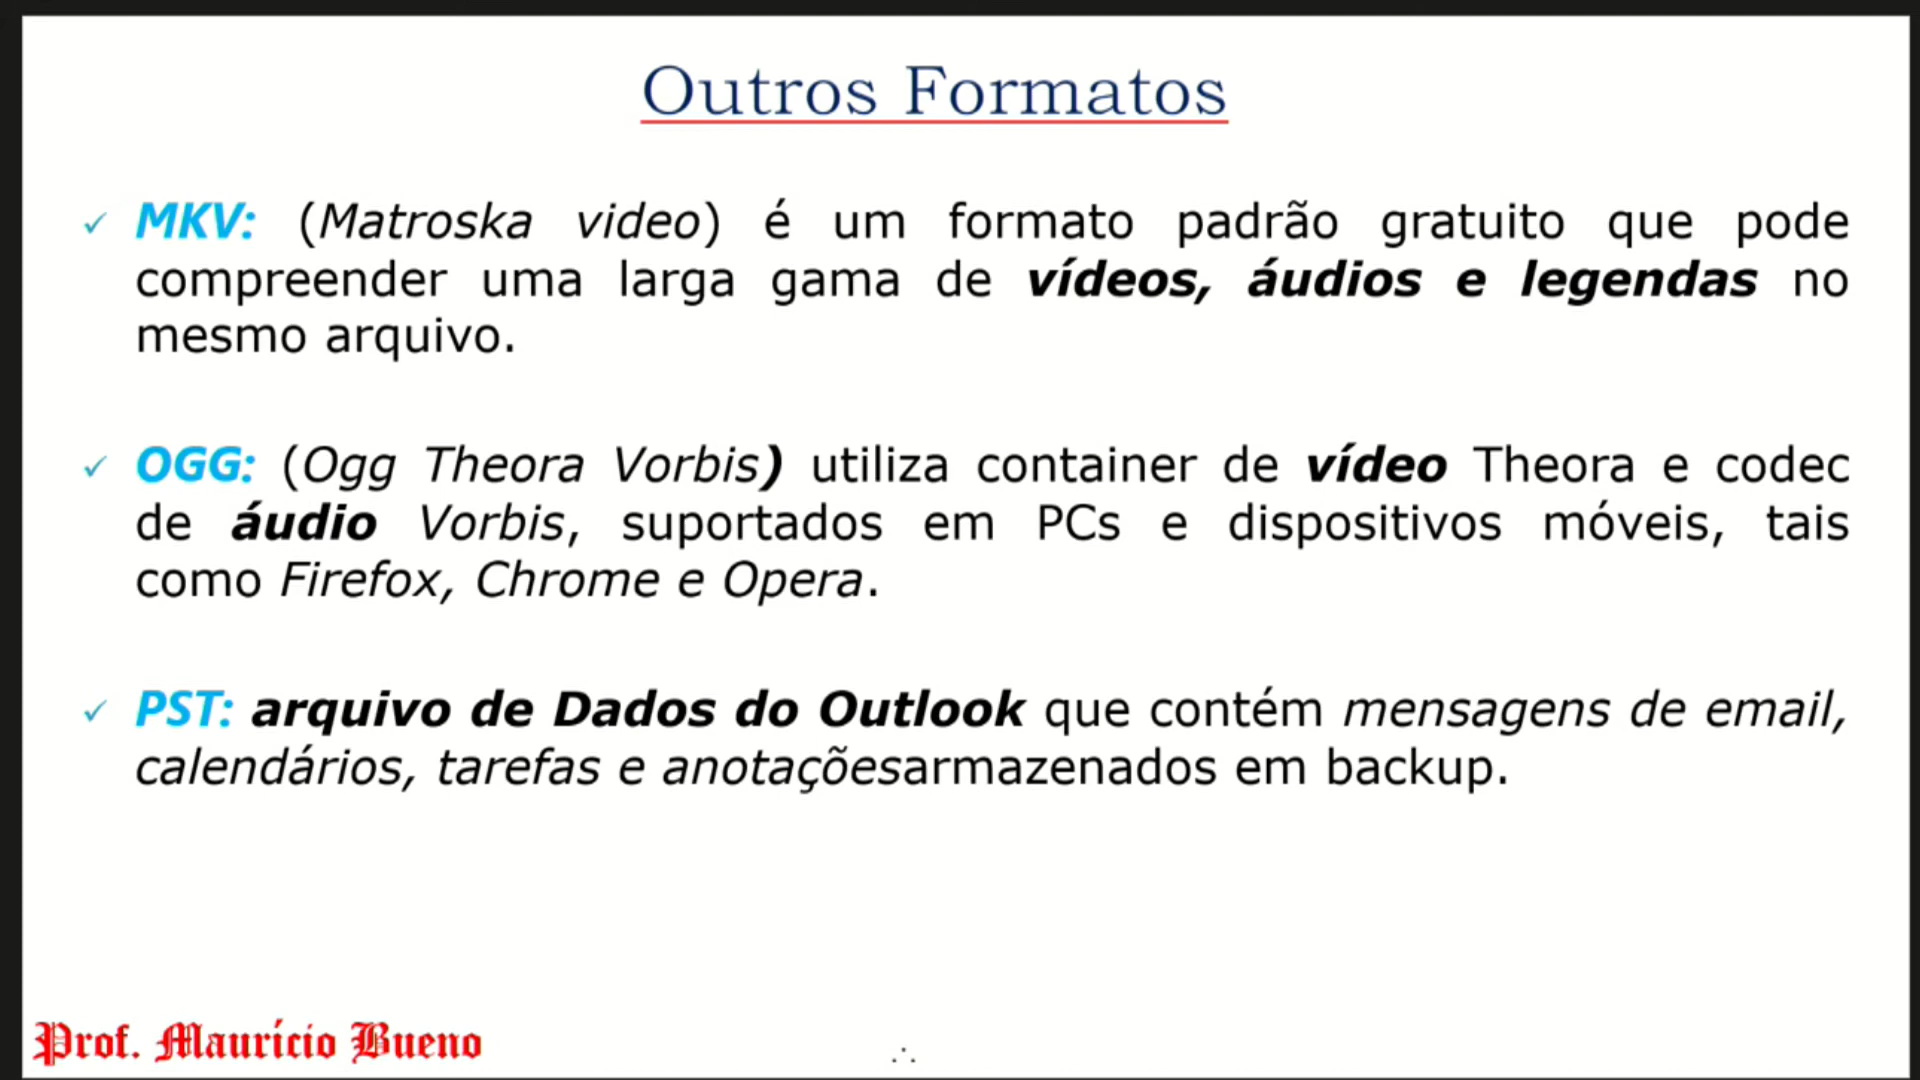 Outros Formatos
✓ MKV: (Matroska video) é um formato padrão gratuito que pode
compreender uma larga gama de vídeos, áudios e legendas no
mesmo arquivo.
✓ OGG: (Ogg Theora Vorbis) utiliza container de vídeo Theora e codec
de áudio Vorbis, suportados em PCs e dispositivos móveis, tais
como Firefox, Chrome e Opera.
✓ PST: arquivo de Dados do Outlook que contém mensagens de email,
calendários, tarefas e anotaçõesarmazenados em backup.
Prof. Maurício Bueno